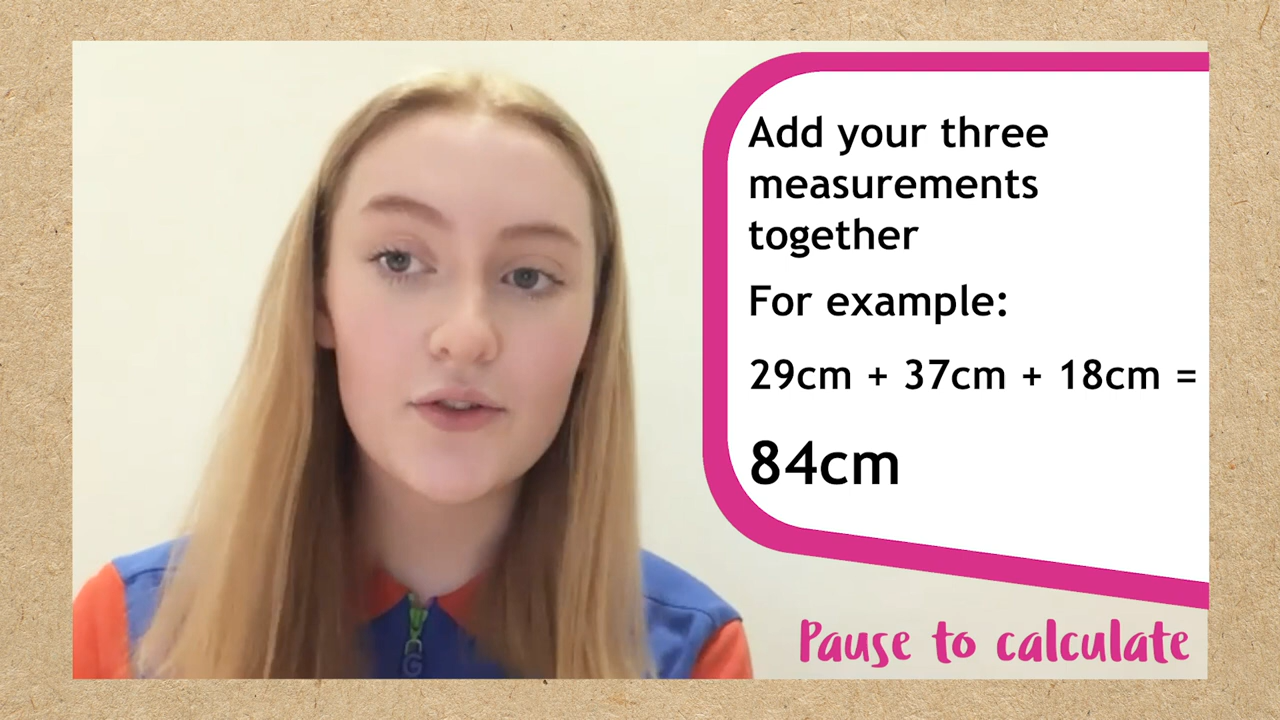 Add your three
measurements
together
For example:
29cm + 37cm + 18cm =
84cm
Pause to calculate
G